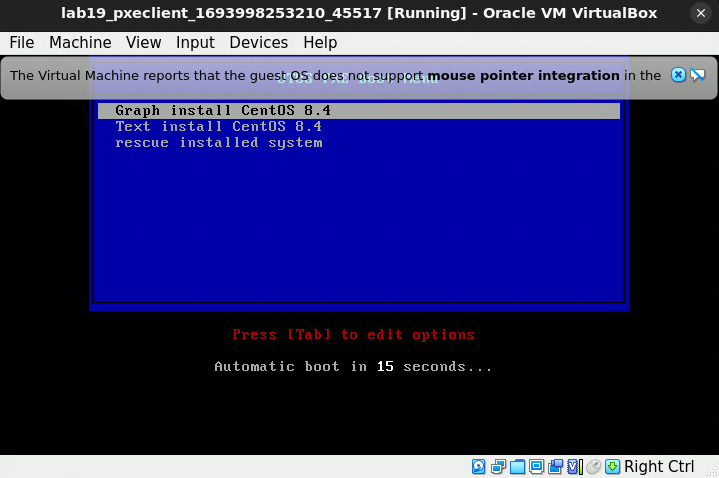 lab19_pxeclient_1693998253210_45517 [Running] - Oracle VM VirtualBox
File Machine View Input Devices Help
The Virtual Machine reports that the guest OS does not support mouse pointer integration in the
Graph install CentOS 8.4
Text install CentOS 8.4
rescue installed system
Press [Tab] to edit options
Automatic boot in 15 seconds...
Right Ctrl